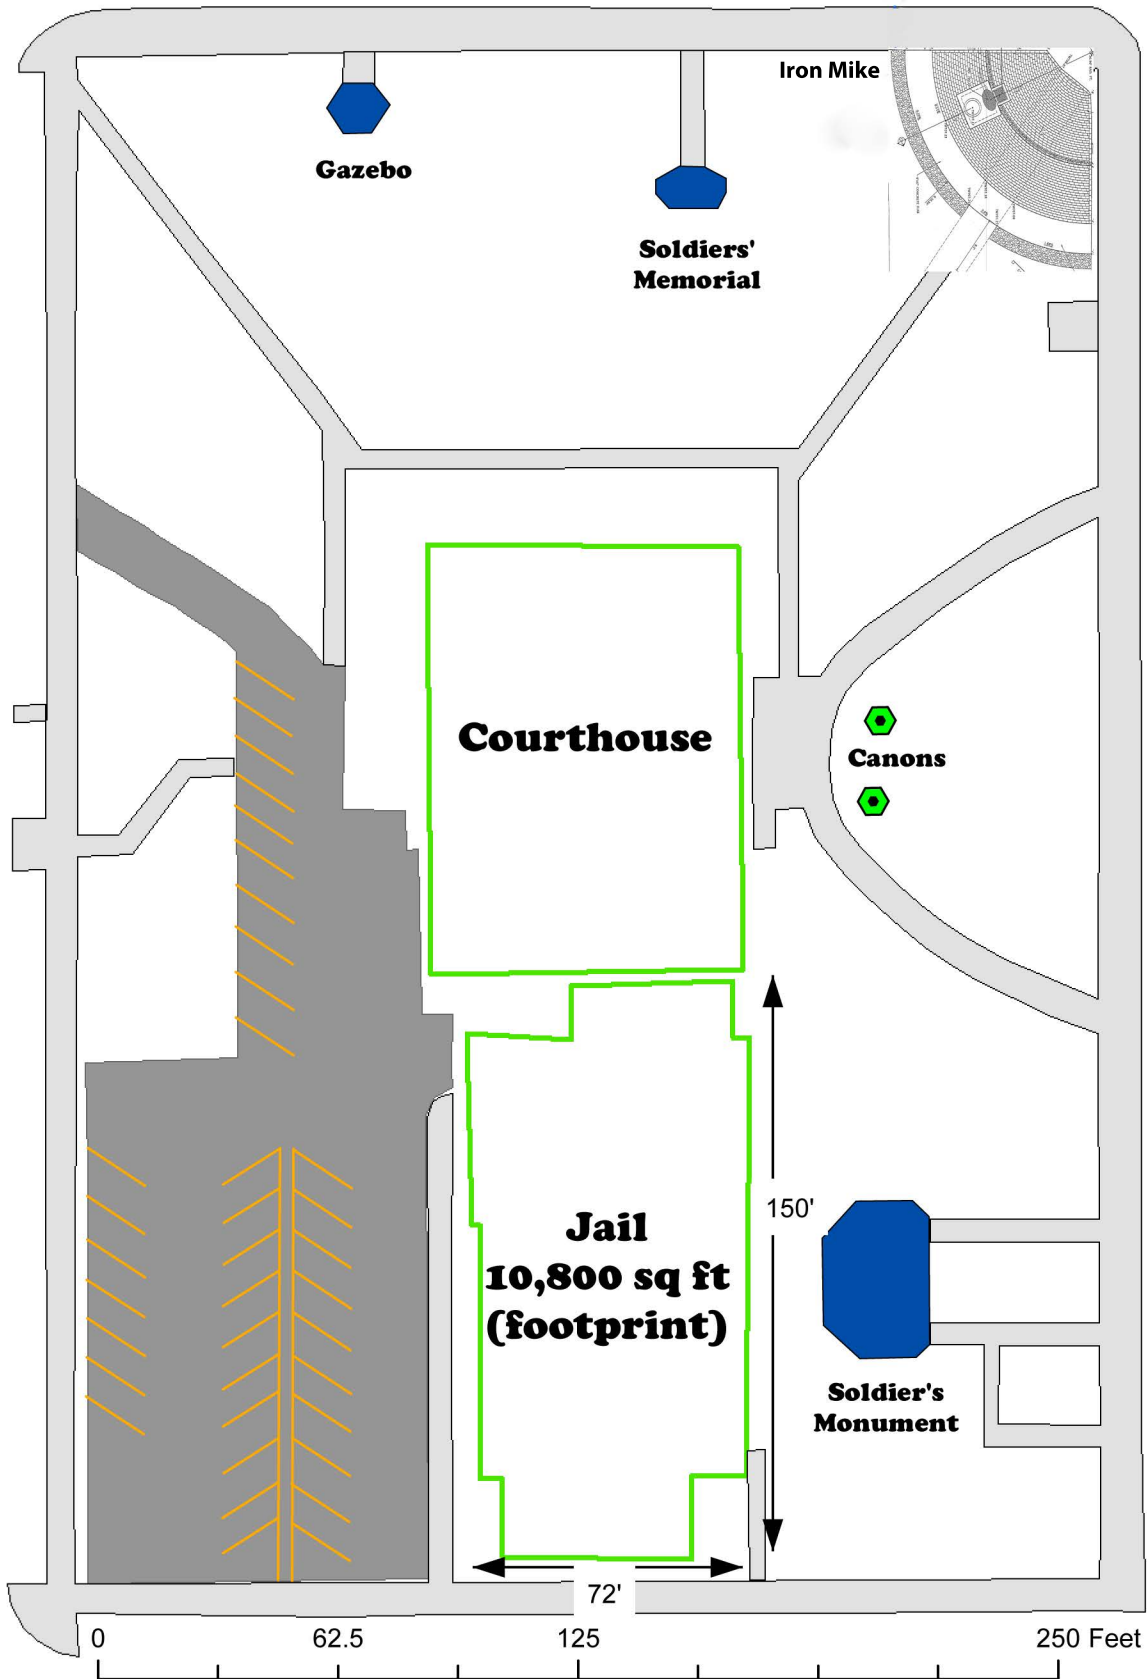 Iron Mike
Gazebo
Soldiers'
Memorial
Courthouse
Canons
150'
Jail
10,800 sq ft
(footprint)
Soldier's
Monument
72'
0 62.5 125 250 Feet